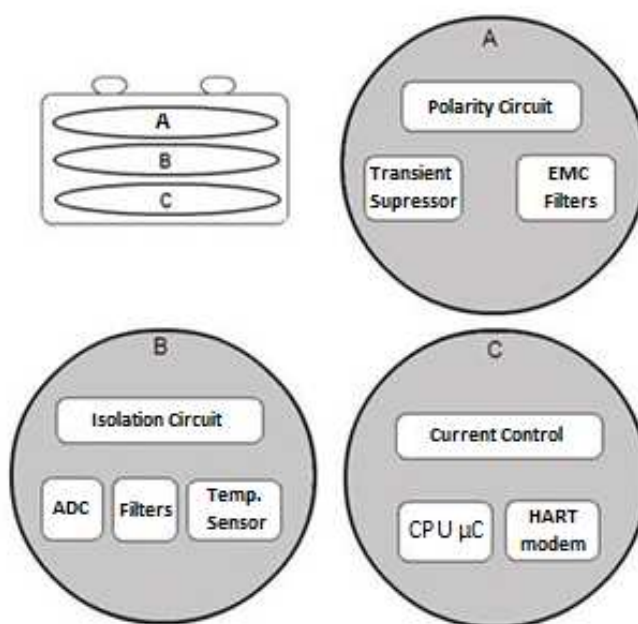 A
B
C
A
Polarity Circuit
Transient
Supressor
EMC
Filters
B
Isolation Circuit
ADC
Filters
Temp.
Sensor
C
Current Control
CPU µC
HART
modem